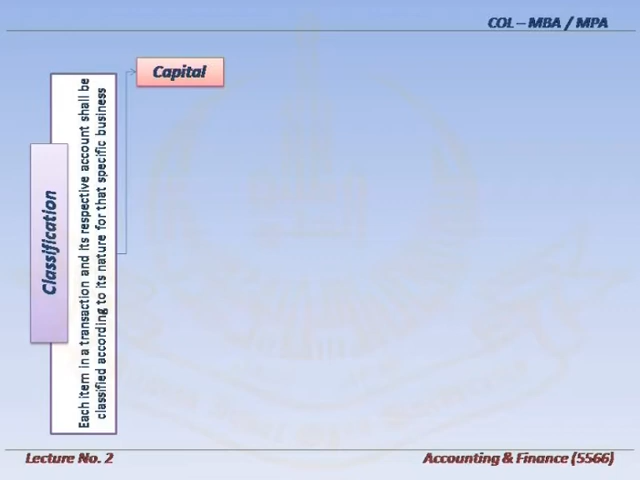 COL – MBA / MPA
Capital
Classification
Each item in a transaction and its respective account shall be
classified according to its nature for that specific business
Lecture No. 2
Accounting & Finance (5566)